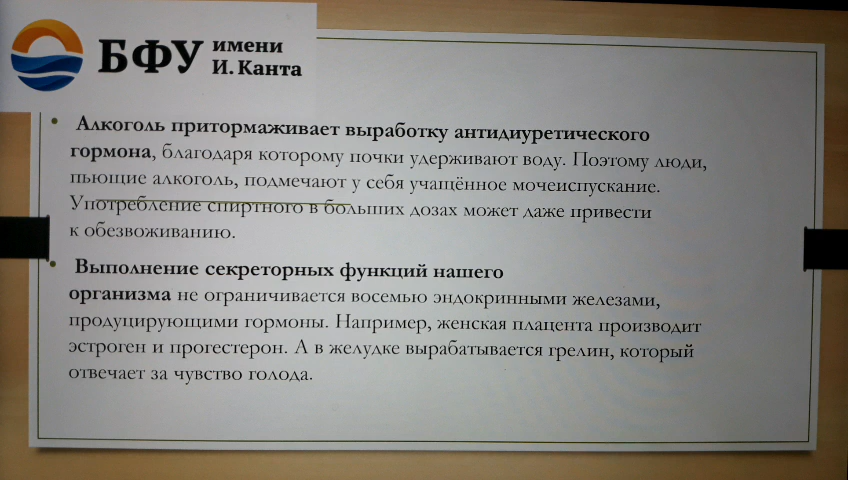 БФУ имени
И. Канта
• Алкоголь притормаживает выработку антидиуретического
гормона, благодаря которому почки удерживают воду. Поэтому люди,
пьющие алкоголь, подмечают у себя учащённое мочеиспускание.
Употребление спиртного в больших дозах может даже привести
к обезвоживанию.
• Выполнение секреторных функций нашего
организма не ограничивается восемью эндокринными железами,
продуцирующими гормоны. Например, женская плацента производит
эстроген и прогестерон. А в желудке вырабатывается грелин, который
отвечает за чувство голода.